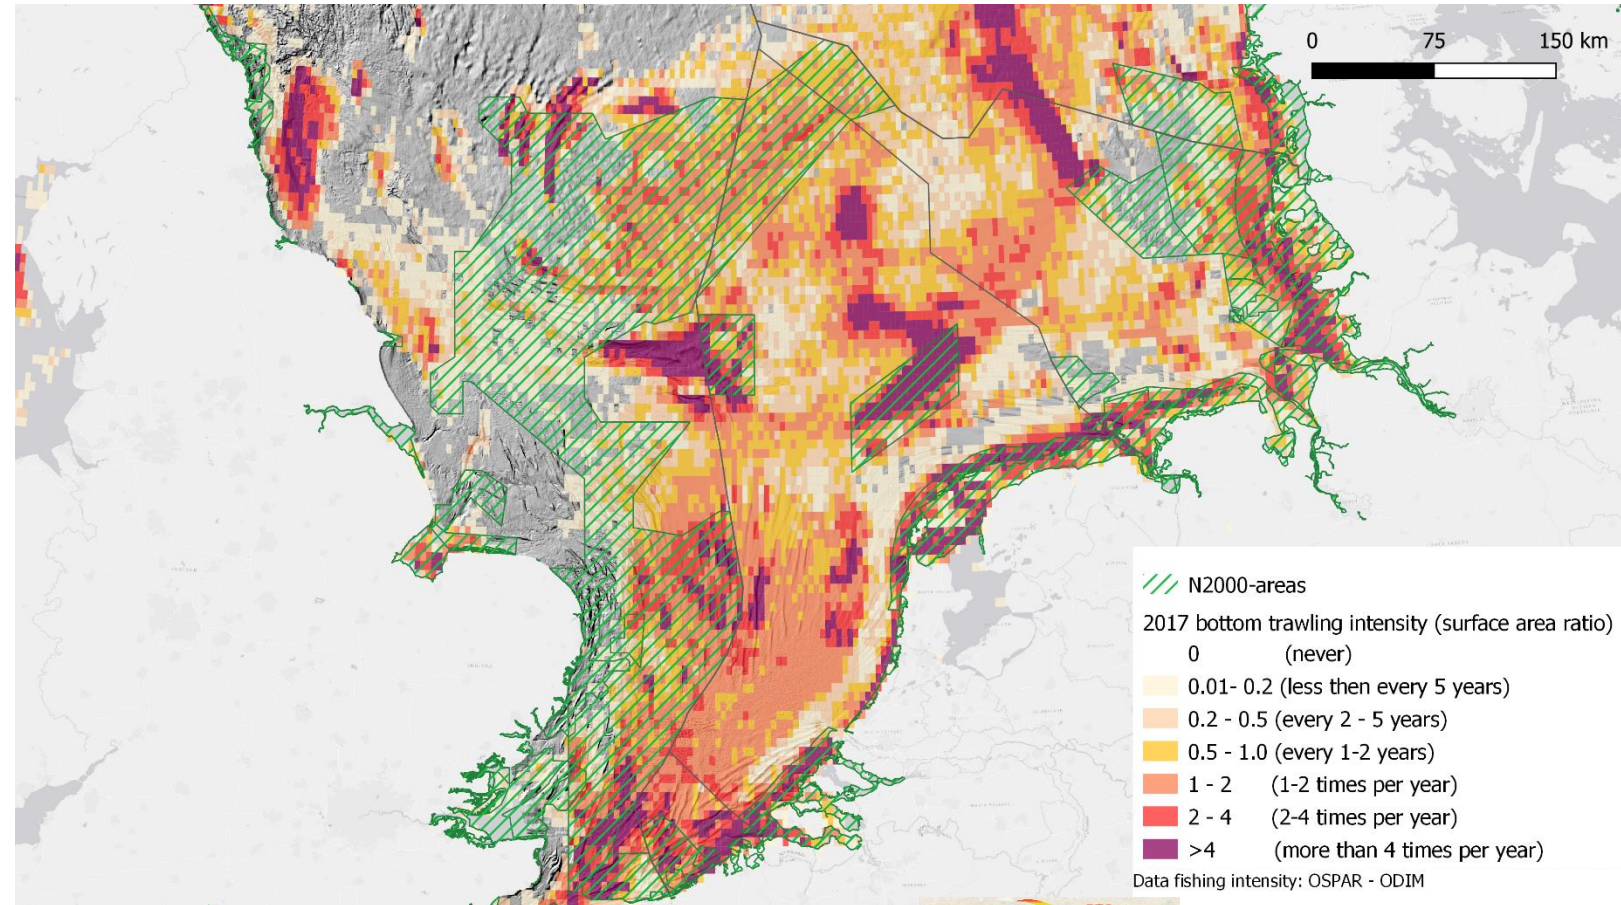 0 75 150 km
N2000-areas
2017 bottom trawling intensity (surface area ratio)
0 (never)
0.01- 0.2 (less then every 5 years)
0.2 - 0.5 (every 2 - 5 years)
0.5 - 1.0 (every 1-2 years)
1 - 2 (1-2 times per year)
2 - 4 (2-4 times per year)
>4 (more than 4 times per year)
Data fishing intensity: OSPAR - ODIM